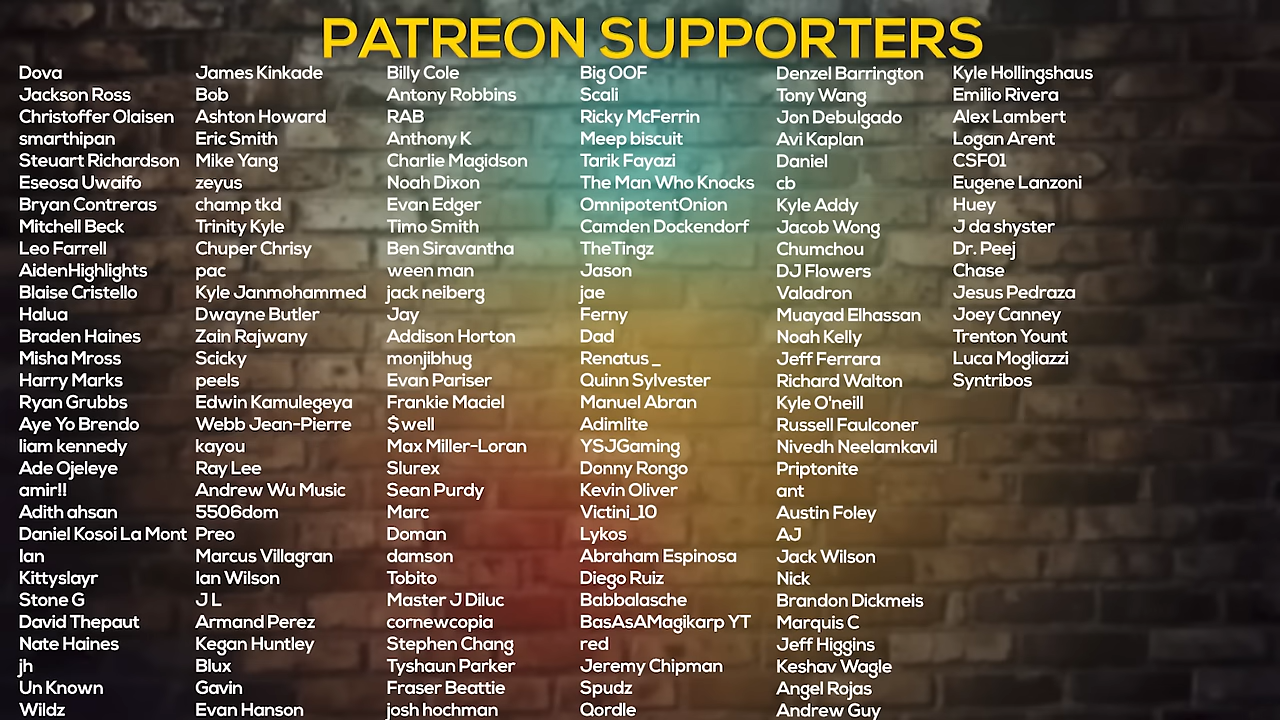 PATREON SUPPORTERS
Dova
Jackson Ross
Christoffer Olaisen
smarthipan
Steuart Richardson
Eseosa Uwaifo
Bryan Contreras
Mitchell Beck
Leo Farrell
AidenHighlights
Blaise Cristello
Halua
Braden Haines
Misha Mross
Harry Marks
Ryan Grubbs
Aye Yo Brendo
liam kennedy
Ade Ojeleye
amir!!
Adith ahsan
Daniel Kosoi La Mont
Ian
Kittyslayr
Stone G
David Thepaut
Nate Haines
jh
Un Known
Wildz
James Kinkade
Bob
Ashton Howard
Eric Smith
Mike Yang
zeyus
champ tkd
Trinity Kyle
Chuper Chrisy
pac
Kyle Janmohammed
Dwayne Butler
Zain Rajwany
Scicky
peels
Edwin Kamulegeya
Webb Jean-Pierre
kayou
Ray Lee
Andrew Wu Music
5506dom
Preo
Marcus Villagran
Ian Wilson
J L
Armand Perez
Kegan Huntley
Blux
Gavin
Evan Hanson
Billy Cole
Antony Robbins
RAB
Anthony K
Charlie Magidson
Noah Dixon
Evan Edger
Timo Smith
Ben Siravantha
ween man
jack neiberg
Jay
Addison Horton
monjibhug
Evan Pariser
Frankie Maciel
$well
Max Miller-Loran
Slurex
Sean Purdy
Marc
Doman
damson
Tobito
Master J Diluc
cornewcopia
Stephen Chang
Tyshaun Parker
Fraser Beattie
josh hochman
Big OOF
Scali
Ricky McFerrin
Meep biscuit
Tarik Fayazi
The Man Who Knocks
OmnipotentOnion
Camden Dockendorf
TheTingz
Jason
jae
Ferny
Dad
Renatus _
Quinn Sylvester
Manuel Abran
Adimlite
YSJGaming
Donny Rongo
Kevin Oliver
Victini_10
Lykos
Abraham Espinosa
Diego Ruiz
Babbalasche
BasAsAMagikarp YT
red
Jeremy Chipman
Spudz
Qordle
Denzel Barrington
Tony Wang
Jon Debulgado
Avi Kaplan
Daniel
cb
Kyle Addy
Jacob Wong
Chumchou
DJ Flowers
Valadron
Muayad Elhassan
Noah Kelly
Jeff Ferrara
Richard Walton
Kyle O'neill
Russell Faulconer
Nivedh Neelamkavil
Priptonite
ant
Austin Foley
AJ
Jack Wilson
Nick
Brandon Dickmeis
Marquis C
Jeff Higgins
Keshav Wagle
Angel Rojas
Andrew Guy
Kyle Hollingshaus
Emilio Rivera
Alex Lambert
Logan Arent
CSF01
Eugene Lanzoni
Huey
J da shyster
Dr. Peej
Chase
Jesus Pedraza
Joey Canney
Trenton Yount
Luca Mogliazzi
Syntribos